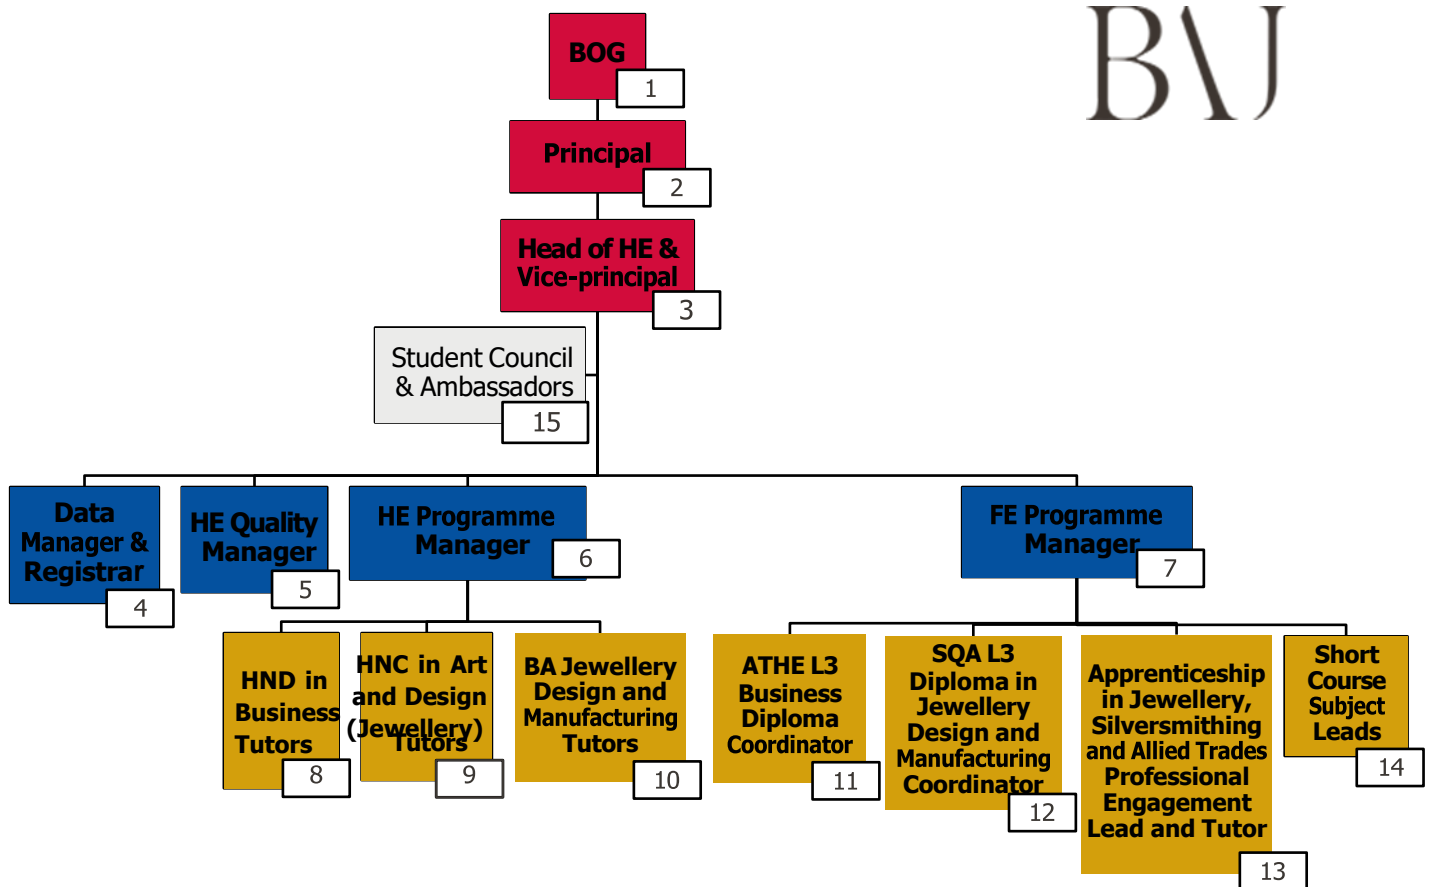 BAJ
BOG
1
Principal
2
Head of HE &
Vice-principal
3
Student Council
& Ambassadors
15
Data
Manager &
Registrar
4
HE Quality
Manager
5
HE Programme
Manager
6
FE Programme
Manager
7
HND in
Business
Tutors
8
HNC in Art
and Design
(Jewellery)
Tutors
9
BA Jewellery
Design and
Manufacturing
Tutors
10
ATHE L3
Business
Diploma
Coordinator
11
SQA L3
Diploma in
Jewellery
Design and
Manufacturing
Coordinator
12
Apprenticeship
in Jewellery,
Silversmithing
and Allied Trades
Professional
Engagement
Lead and Tutor
13
Short
Course
Subject
Leads
14